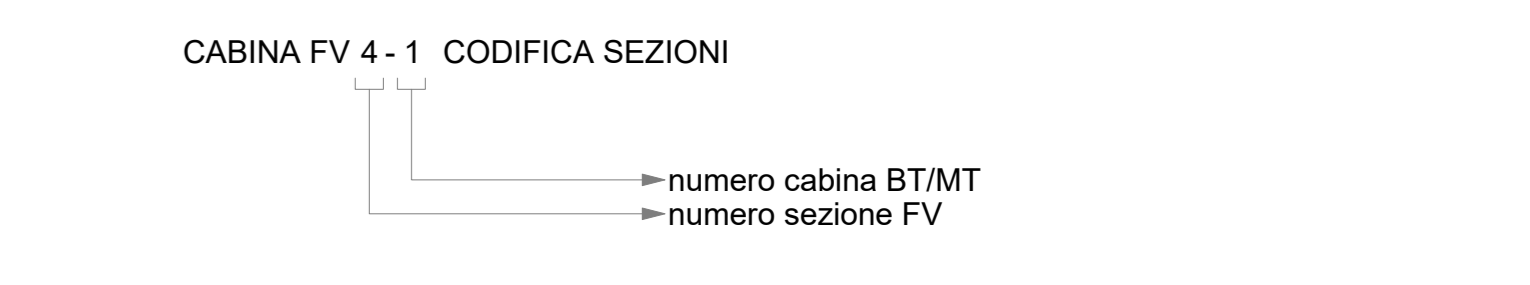 CABINA FV 4 - 1 CODIFICA SEZIONI
numero cabina BT/MT
numero sezione FV